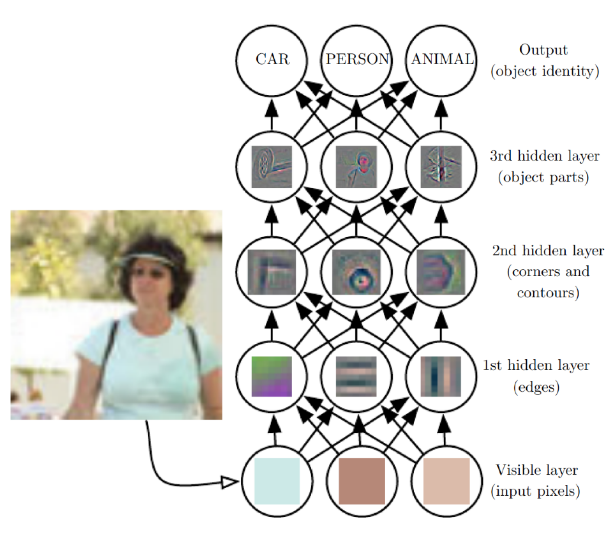 CAR PERSON ANIMAL
Output
(object identity)
3rd hidden layer
(object parts)
2nd hidden layer
(corners and
contours)
1st hidden layer
(edges)
Visible layer
(input pixels)